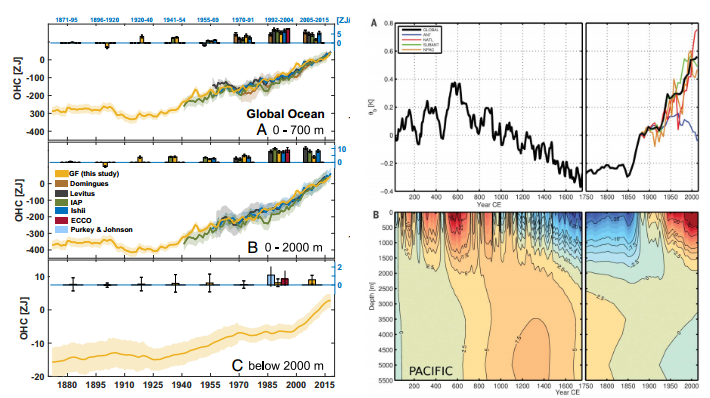 1871-95 1896-1920 1920-40 1941-54 1955-69 1970-91 1992-2004 2005-2015 [ZJ/
5
0
OHC [ZJ]
0
-100
-200
300
-400
Global Ocean
A 0 - 700 m
10
0
OHC [ZJ]
0
-100
-200
-300
-400
GF (this study)
Domingues
Levitus
IAP
Ishii
ECCO
Purkey & Johnson
B 0 - 2000 m
2
0
OHC [ZJ]
10
0
-10
-20
C below 2000 m
1880 1895 1910 1925 1940 1955 1970 1985 2000 2015
A
GLOBAL
ANT
NATL
SUBANT
NPAC
0.8
0.6
0.4
0.2
0
-0.2
-0.4
200 400 600 800 1000 1200 1400 1600 1750 1800 1850 1900 1950 2000
Year CE
B
Depth [m]
0
500
1000
1500
2000
2500
3000
3500
4000
4500
5000
5500
PACIFIC
200 400 600 800 1000 1200 1400 1600 1750 1800 1850 1900 1950 2000
Year CE